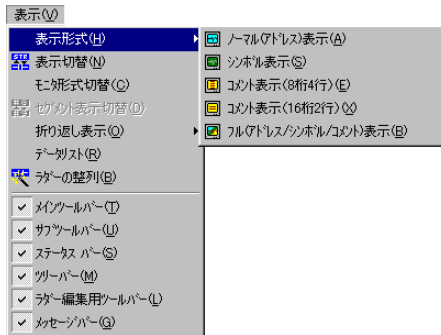 表示(V)
表示形式(H)
表示切替(N)
モニタ形式切替(C)
セグメント表示切替(D)
折り返し表示(O)
データリスト(R)
ラダーの整列(B)
メインツールバー(T)
サブツールバー(U)
ステータス バー(S)
ツリーバー(M)
ラダー編集用ツールバー(L)
メッセージバー(G)
ノーマル(アドレス)表示(A)
シンボル表示(S)
コメント表示(8桁4行)(E)
コメント表示(16桁2行)(X)
フル(アドレス/シンボル/コメント)表示(B)